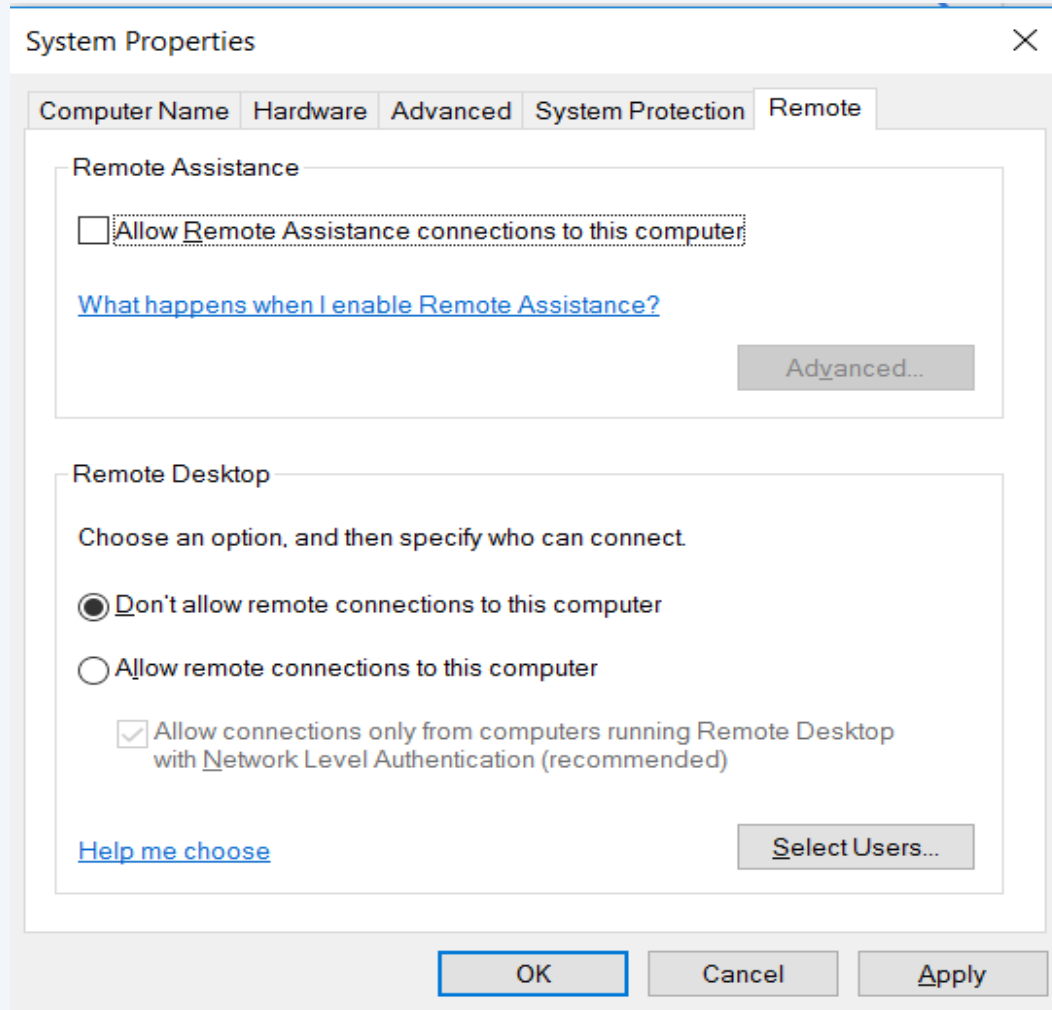 System Properties
Computer Name Hardware Advanced System Protection Remote
Remote Assistance
Allow Remote Assistance connections to this computer
What happens when I enable Remote Assistance?
Advanced...
Remote Desktop
Choose an option, and then specify who can connect.
Don't allow remote connections to this computer
Allow remote connections to this computer
Allow connections only from computers running Remote Desktop
with Network Level Authentication (recommended)
Help me choose
Select Users...
OK Cancel Apply